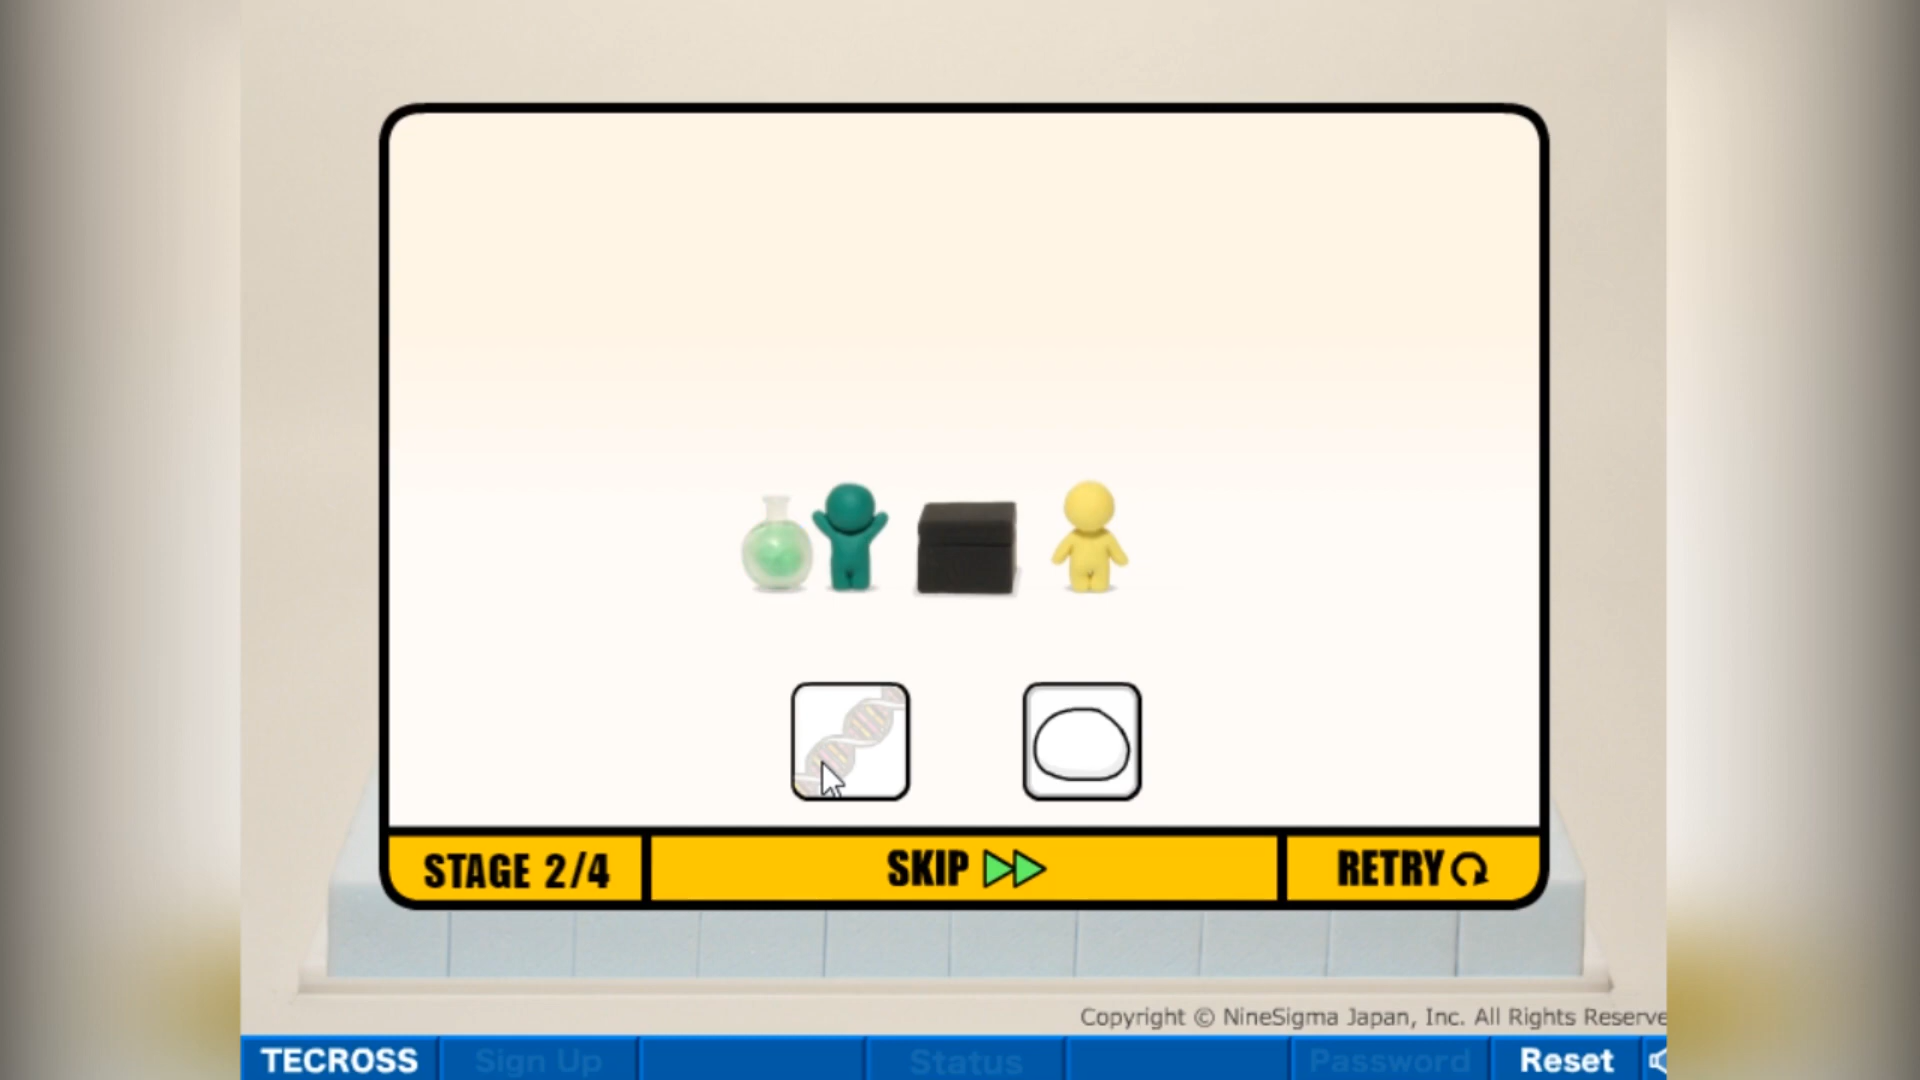 STAGE 2/4
SKIP
RETRY
Copyright © NineSigma Japan, Inc. All Rights Reserve
TECROSS
Sign Up
Status
Password
Reset